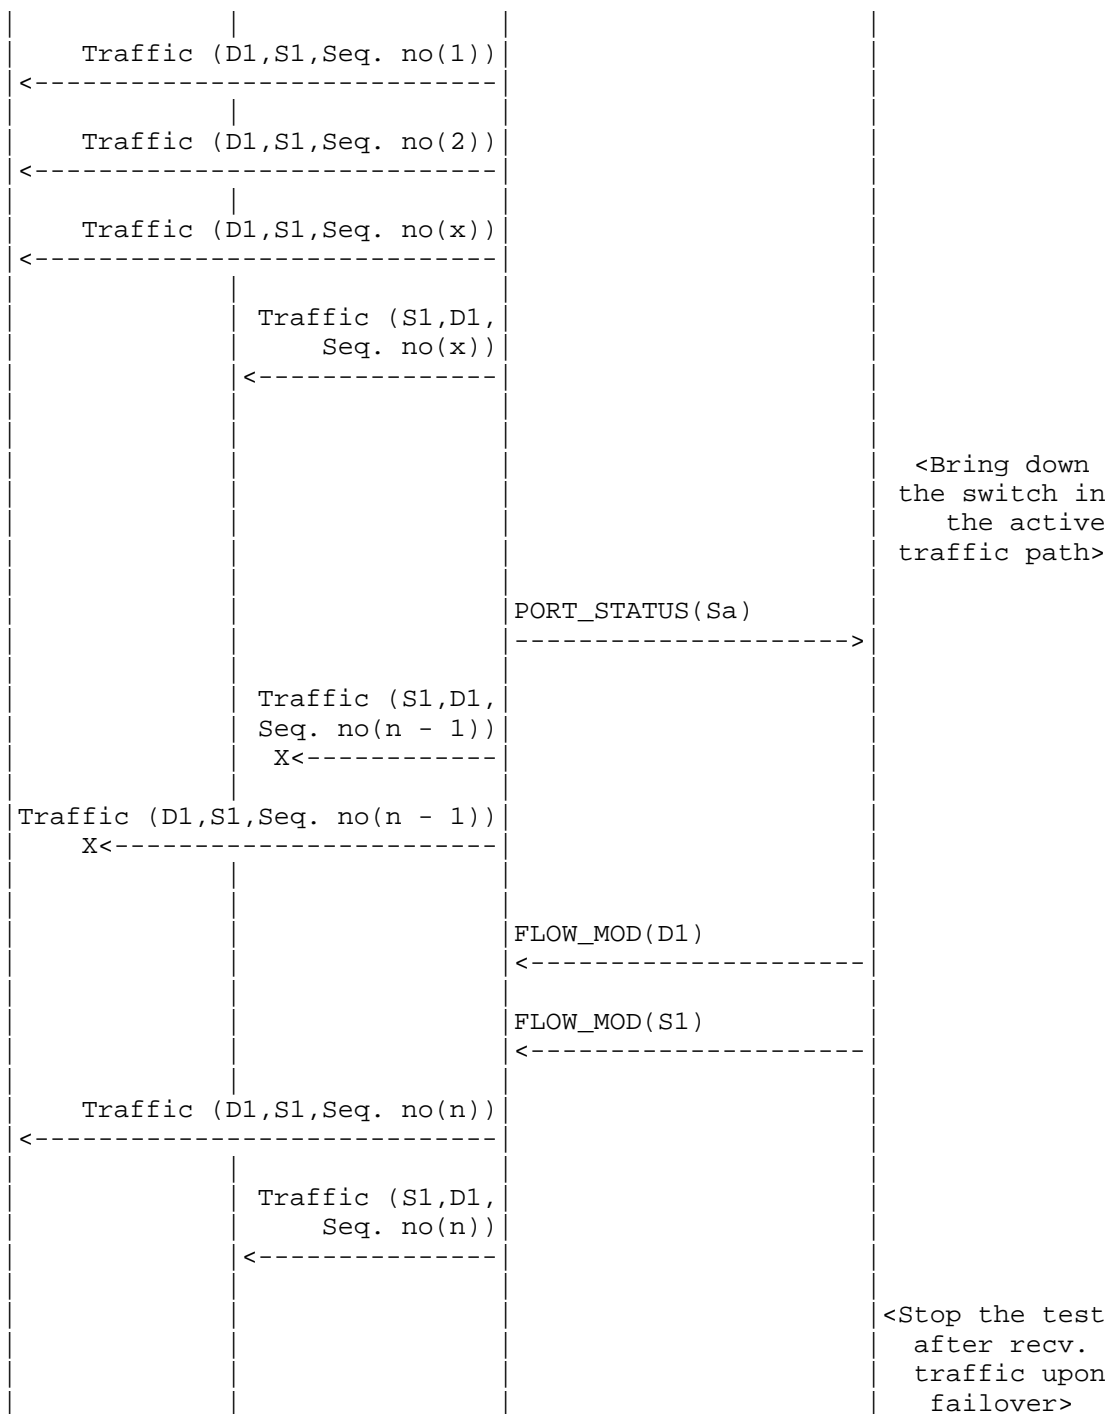 Traffic (D1,S1,Seq. no(1))
<----------------------------
Traffic (D1,S1,Seq. no(2))
<----------------------------
Traffic (D1,S1,Seq. no(x))
<----------------------------
Traffic (S1,D1,
Seq. no(x))
<---------------
<Bring down
the switch in
the active
traffic path>
PORT_STATUS(Sa)
--------------------->
Traffic (S1,D1,
Seq. no(n - 1))
X<------------
Traffic (D1,S1,Seq. no(n - 1))
X<------------------------
FLOW_MOD(D1)
<---------------------
FLOW_MOD(S1)
<---------------------
Traffic (D1,S1,Seq. no(n))
<----------------------------
Traffic (S1,D1,
Seq. no(n))
<---------------
<Stop the test
after recv.
traffic upon
failover>